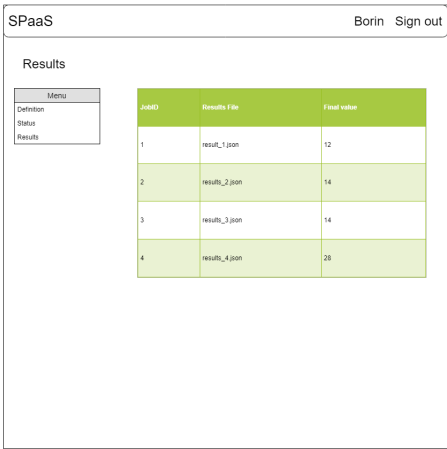 SPaaS Borin Sign out
Results
Menu
Definition
Status
Results
JobID Results File Final value
1 result_1.json 12
2 results_2.json 14
3 results_3.json 14
4 results_4.json 28